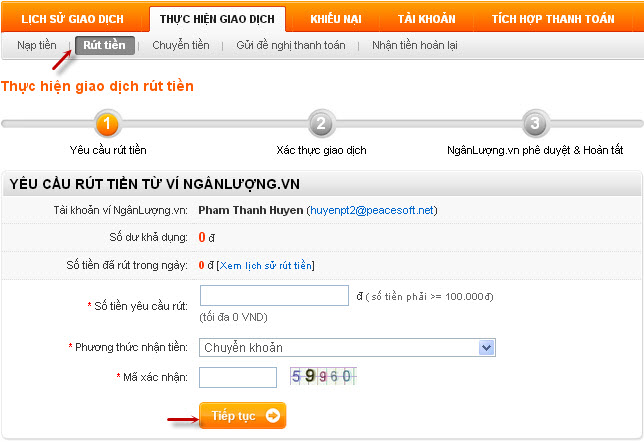 LỊCH SỬ GIAO DỊCH THỰC HIỆN GIAO DỊCH KHIẾU NẠI TÀI KHOẢN TÍCH HỢP THANH TOÁN
Nạp tiền Rút tiền Chuyển tiền Gửi đề nghị thanh toán Nhận tiền hoàn lại
Thực hiện giao dịch rút tiền
1 2 3
Yêu cầu rút tiền Xác thực giao dịch NgânLượng.vn phê duyệt & Hoàn tất
YÊU CẦU RÚT TIỀN TỪ VÍ NGÂNLƯỢNG.VN
Tài khoản ví NgânLượng.vn: Pham Thanh Huyen (huyenpt2@peacesoft.net)
Số dư khả dụng: 0 đ
Số tiền đã rút trong ngày: 0 đ [Xem lịch sử rút tiền]
* Số tiền yêu cầu rút: đ ( số tiền phải >= 100.000đ)
(tối đa 0 VND)
* Phương thức nhận tiền: Chuyển khoản
* Mã xác nhận: 59960
Tiếp tục